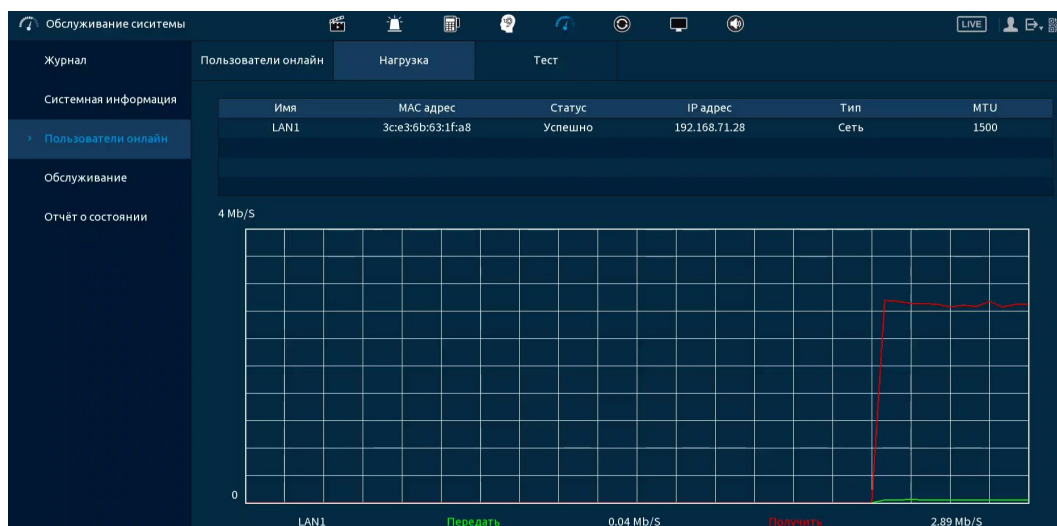 Обслуживание сиситемы
LIVE
Журнал
Системная информация
Пользователи онлайн
Обслуживание
Отчёт о состоянии
Пользователи онлайн Нагрузка Тест
Имя MAC адрес Статус IP адрес Тип MTU
LAN1 3c:e3:6b:63:1f:a8 Успешно 192.168.71.28 Сеть 1500
4 Mb/S
0
LAN1 Передать 0.04 Mb/S Получить 2.89 Mb/S